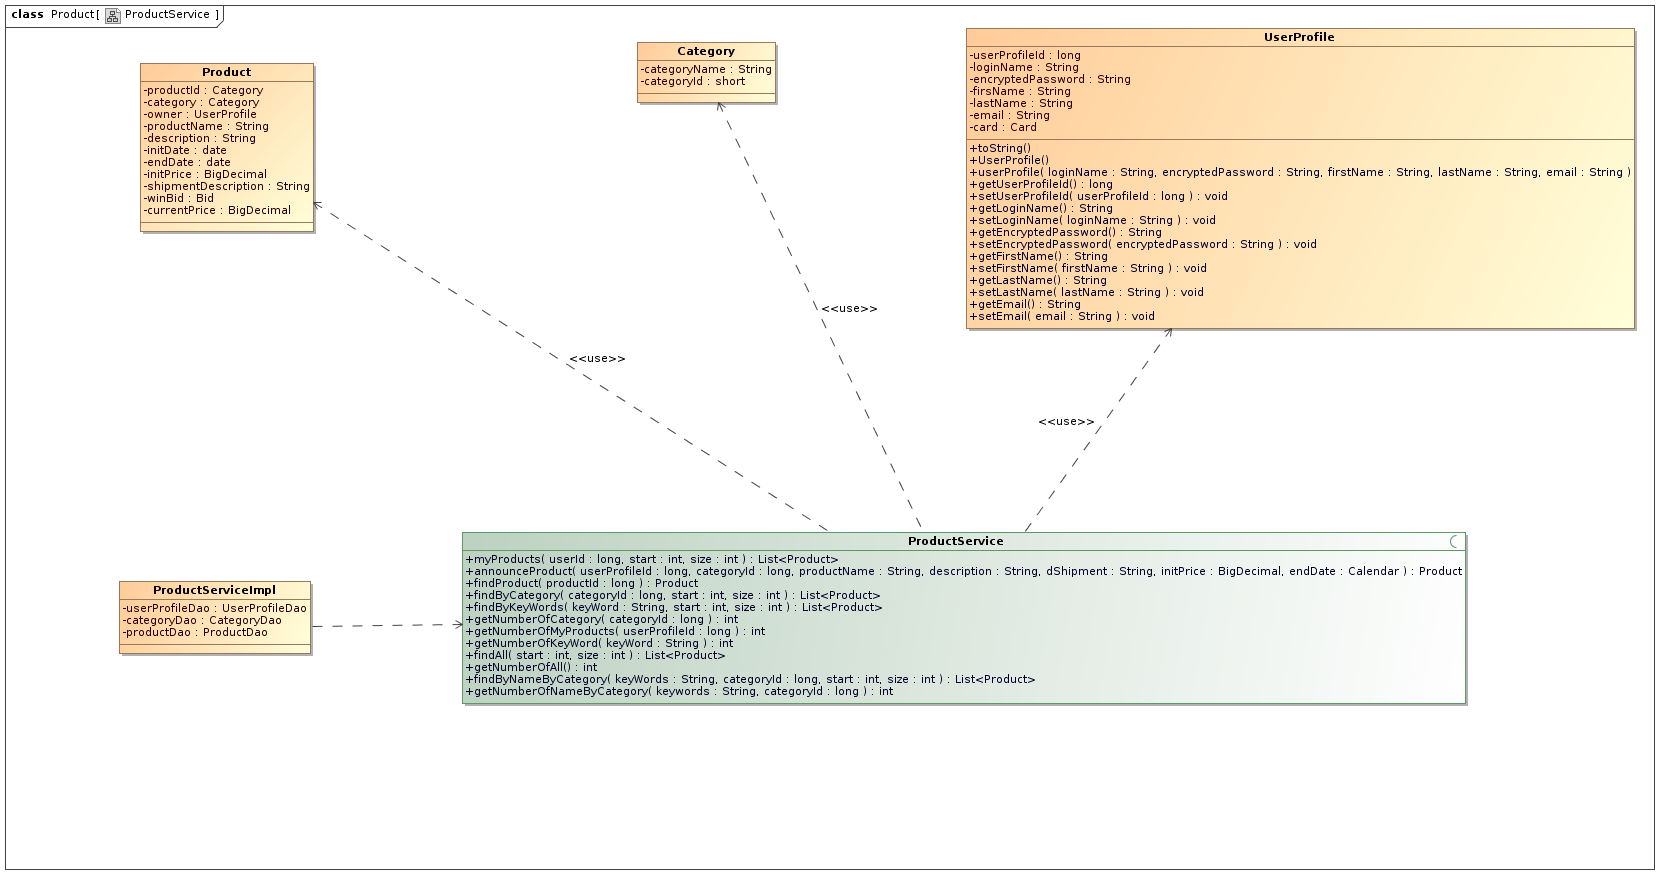 class Product[ ProductService ]
Product
-productId : Category
-category : Category
-owner : UserProfile
-productName : String
-description : String
-initDate : date
-endDate : date
-initPrice : BigDecimal
-shipmentDescription : String
-winBid : Bid
-currentPrice : BigDecimal
Category
-categoryName : String
-categoryId : short
UserProfile
-userProfileId : long
-loginName : String
-encryptedPassword : String
-firsName : String
-lastName : String
-email : String
-card : Card
+toString()
+UserProfile()
+userProfile( loginName : String, encryptedPassword : String, firstName : String, lastName : String, email : String )
+getUserProfileId() : long
+setUserProfileId( userProfileId : long ) : void
+getLoginName() : String
+setLoginName( loginName : String ) : void
+getEncryptedPassword() : String
+setEncryptedPassword( encryptedPassword : String ) : void
+getFirstName() : String
+setFirstName( firstName : String ) : void
+getLastName() : String
+setLastName( lastName : String ) : void
+getEmail() : String
+setEmail( email : String ) : void
<<use>>
<<use>>
<<use>>
ProductServiceImpl
-userProfileDao : UserProfileDao
-categoryDao : CategoryDao
-productDao : ProductDao
ProductService
+myProducts( userId : long, start : int, size : int ) : List<Product>
+announceProduct( userProfileId : long, categoryId : long, productName : String, description : String, dShipment : String, initPrice : BigDecimal, endDate : Calendar ) : Product
+findProduct( productId : long ) : Product
+findByCategory( categoryId : long, start : int, size : int ) : List<Product>
+findByKeyWords( keyWord : String, start : int, size : int ) : List<Product>
+getNumberOfCategory( categoryId : long ) : int
+getNumberOfMyProducts( userProfileId : long ) : int
+getNumberOfKeyWord( keyWord : String ) : int
+findAll( start : int, size : int ) : List<Product>
+getNumberOfAll() : int
+findByNameByCategory( keyWords : String, categoryId : long, start : int, size : int ) : List<Product>
+getNumberOfNameByCategory( keywords : String, categoryId : long ) : int